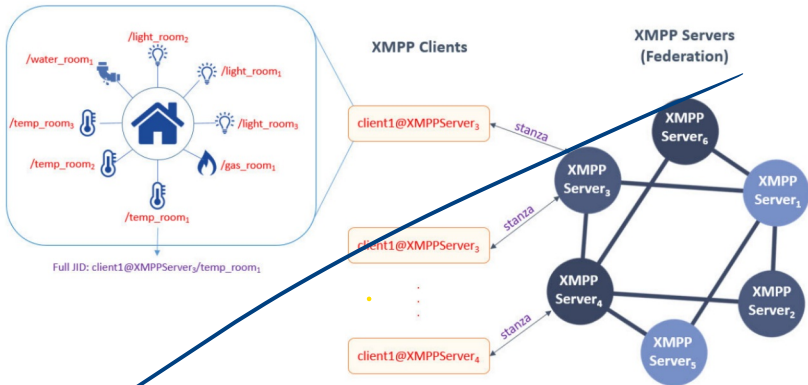 XMPP Clients
XMPP Servers
(Federation)
/light_room₂
/water_room₁
/light_room₁
/temp_room₃
/light_room₃
/temp_room₂
/gas_room₁
/temp_room₁
Full JID: client1@XMPPServer₃/temp_room₁
client1@XMPPServer₃
client1@XMPPServer₃
.
.
.
client1@XMPPServer₄
stanza
stanza
stanza
XMPP
Server₆
XMPP
Server₃
XMPP
Server₁
XMPP
Server₄
XMPP
Server₂
XMPP
Server₅